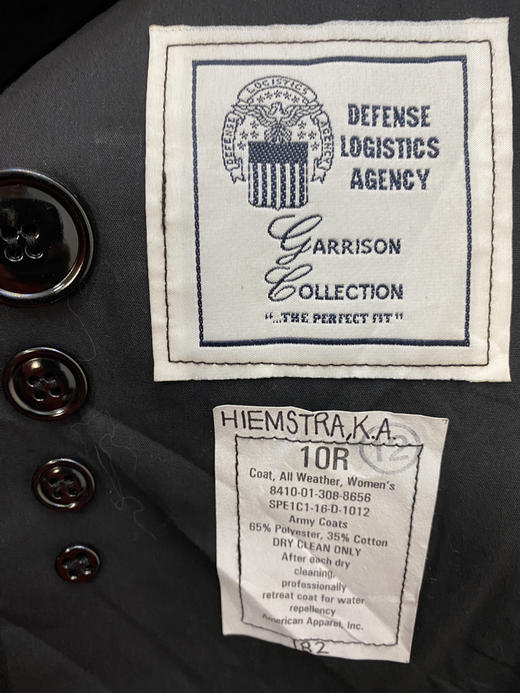 DEFENSE LOGISTICS AGENCY
DEFENSE
LOGISTICS
AGENCY
GARRISON
COLLECTION
"...THE PERFECT FIT"
HIEMSTRA, K.A.
12
10R
Coat, All Weather, Women's
8410-01-308-8656
SPE1C1-16-D-1012
Army Coats
65% Polyester, 35% Cotton
DRY CLEAN ONLY
After each dry
cleaning,
professionally
retreat coat for water
repellency
American Apparel, Inc.
182